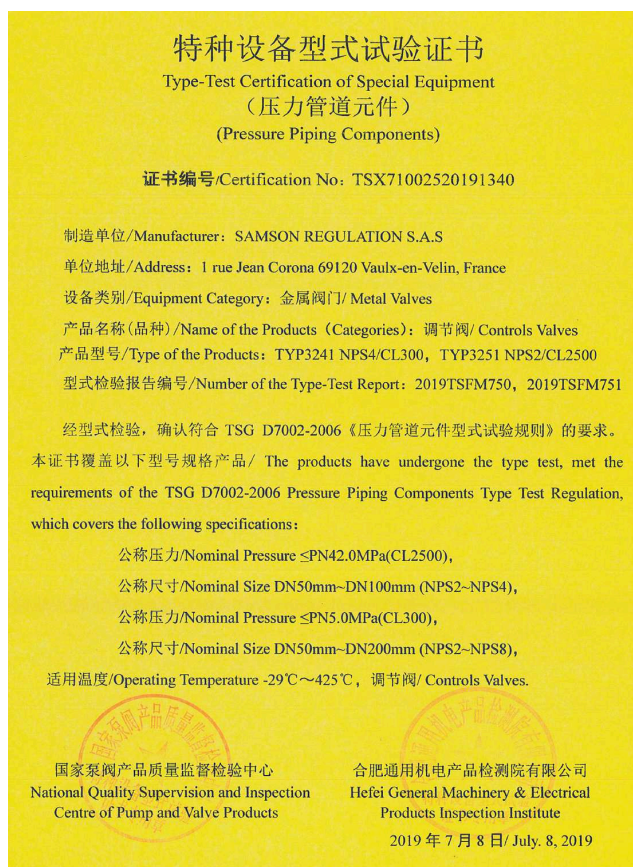 特种设备型式试验证书
Type-Test Certification of Special Equipment
（压力管道元件）
(Pressure Piping Components)
证书编号/Certification No：TSX71002520191340
制造单位/Manufacturer：SAMSON REGULATION S.A.S
单位地址/Address：1 rue Jean Corona 69120 Vaulx-en-Velin, France
设备类别/Equipment Category：金属阀门/ Metal Valves
产品名称(品种)/Name of the Products（Categories）：调节阀/ Controls Valves
产品型号/Type of the Products：TYP3241 NPS4/CL300，TYP3251 NPS2/CL2500
型式检验报告编号/Number of the Type-Test Report：2019TSFM750，2019TSFM751
经型式检验，确认符合 TSG D7002-2006《压力管道元件型式试验规则》的要求。
本证书覆盖以下型号规格产品/ The products have undergone the type test, met the
requirements of the TSG D7002-2006 Pressure Piping Components Type Test Regulation,
which covers the following specifications：
公称压力/Nominal Pressure ≤PN42.0MPa(CL2500)，
公称尺寸/Nominal Size DN50mm~DN100mm (NPS2~NPS4)，
公称压力/Nominal Pressure ≤PN5.0MPa(CL300)，
公称尺寸/Nominal Size DN50mm~DN200mm (NPS2~NPS8)，
适用温度/Operating Temperature -29℃～425℃，调节阀/ Controls Valves.
国家泵阀产品质量监督检验中心
National Quality Supervision and Inspection
Centre of Pump and Valve Products
合肥通用机电产品检测院有限公司
Hefei General Machinery & Electrical
Products Inspection Institute
2019 年 7 月 8 日/ July. 8, 2019